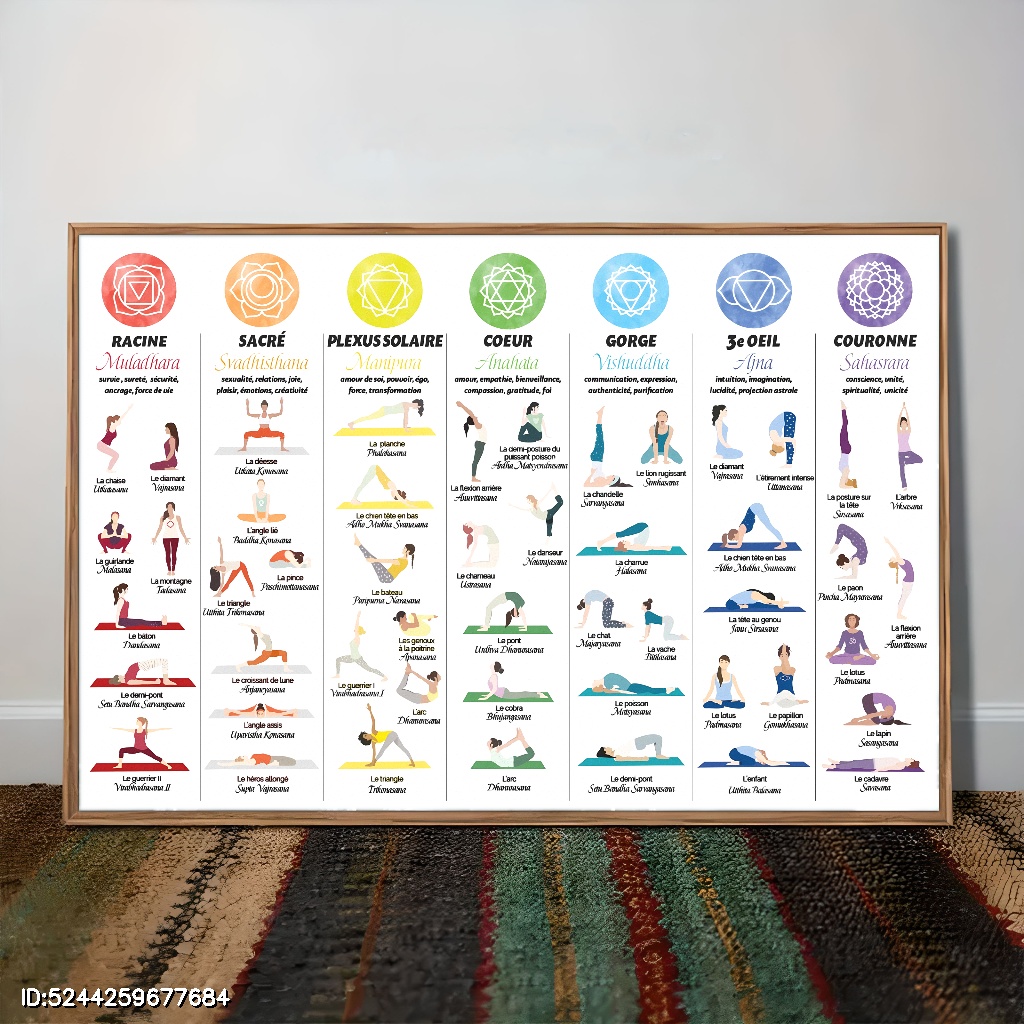 RACINE
Muladhara
survie, sureté, sécurité,
ancrage, force de vie
La chaise
Utkatasana
Le diamant
Vajrasana
La guirlande
Malasana
La montagne
Tadasana
Le bâton
Dandasana
Le demi-pont
Setu Bandha Sarvangasana
Le guerrier II
Virabhadrasana II
SACRÉ
Svadhisthana
sexualité, relations, joie,
plaisir, émotions, créativité
La déesse
Utkata Konasana
L'angle lié
Baddha Konasana
La pince
Paschimottanasana
Le triangle
Utthita Trikonasana
Le croissant de lune
Anjaneyasana
L'angle assis
Upavistha Konasana
Le héros allongé
Supta Vajrasana
PLEXUS SOLAIRE
Manipura
amour de soi, pouvoir, égo,
force, transformation
La planche
Phalakasana
Le chien tête en bas
Adho Mukha Svanasana
Le bateau
Paripurna Navasana
Les genoux
à la poitrine
Apanasana
Le guerrier I
Virabhadrasana I
L'arc
Dhanurasana
Le triangle
Trikonasana
COEUR
Anahata
amour, empathie, bienveillance,
compassion, gratitude, foi
La demi-posture du
puissant poisson
Ardha Matsyendrasana
La flexion arrière
Anuvittasana
Le danseur
Natarajasana
Le chameau
Ustrasana
Le pont
Urdhva Dhanurasana
Le cobra
Bhujangasana
L'arc
Dhanurasana
GORGE
Vishuddha
communication, expression,
authenticité, purification
Le lion rugissant
Simhasana
La chandelle
Sarvangasana
La charrue
Halasana
Le chat
Marjaryasana
La vache
Bitilasana
Le poisson
Matsyasana
Le demi-pont
Setu Bandha Sarvangasana
3e OEIL
Ajna
intuition, imagination,
lucidité, projection astrale
Le diamant
Vajrasana
L'étirement intense
Uttanasana
Le chien tête en bas
Adho Mukha Svanasana
La tête au genou
Janu Sirsasana
Le lotus
Padmasana
Le papillon
Gomukhasana
L'enfant
Utthita Balasana
COURONNE
Sahasrara
conscience, unité,
spiritualité, unicité
La posture sur
la tête
Sirsasana
L'arbre
Vrksasana
Le paon
Pincha Mayurasana
La flexion
arrière
Anuvittasana
Le lotus
Padmasana
Le lapin
Sasangasana
Le cadavre
Savasana
ID:5244259677684